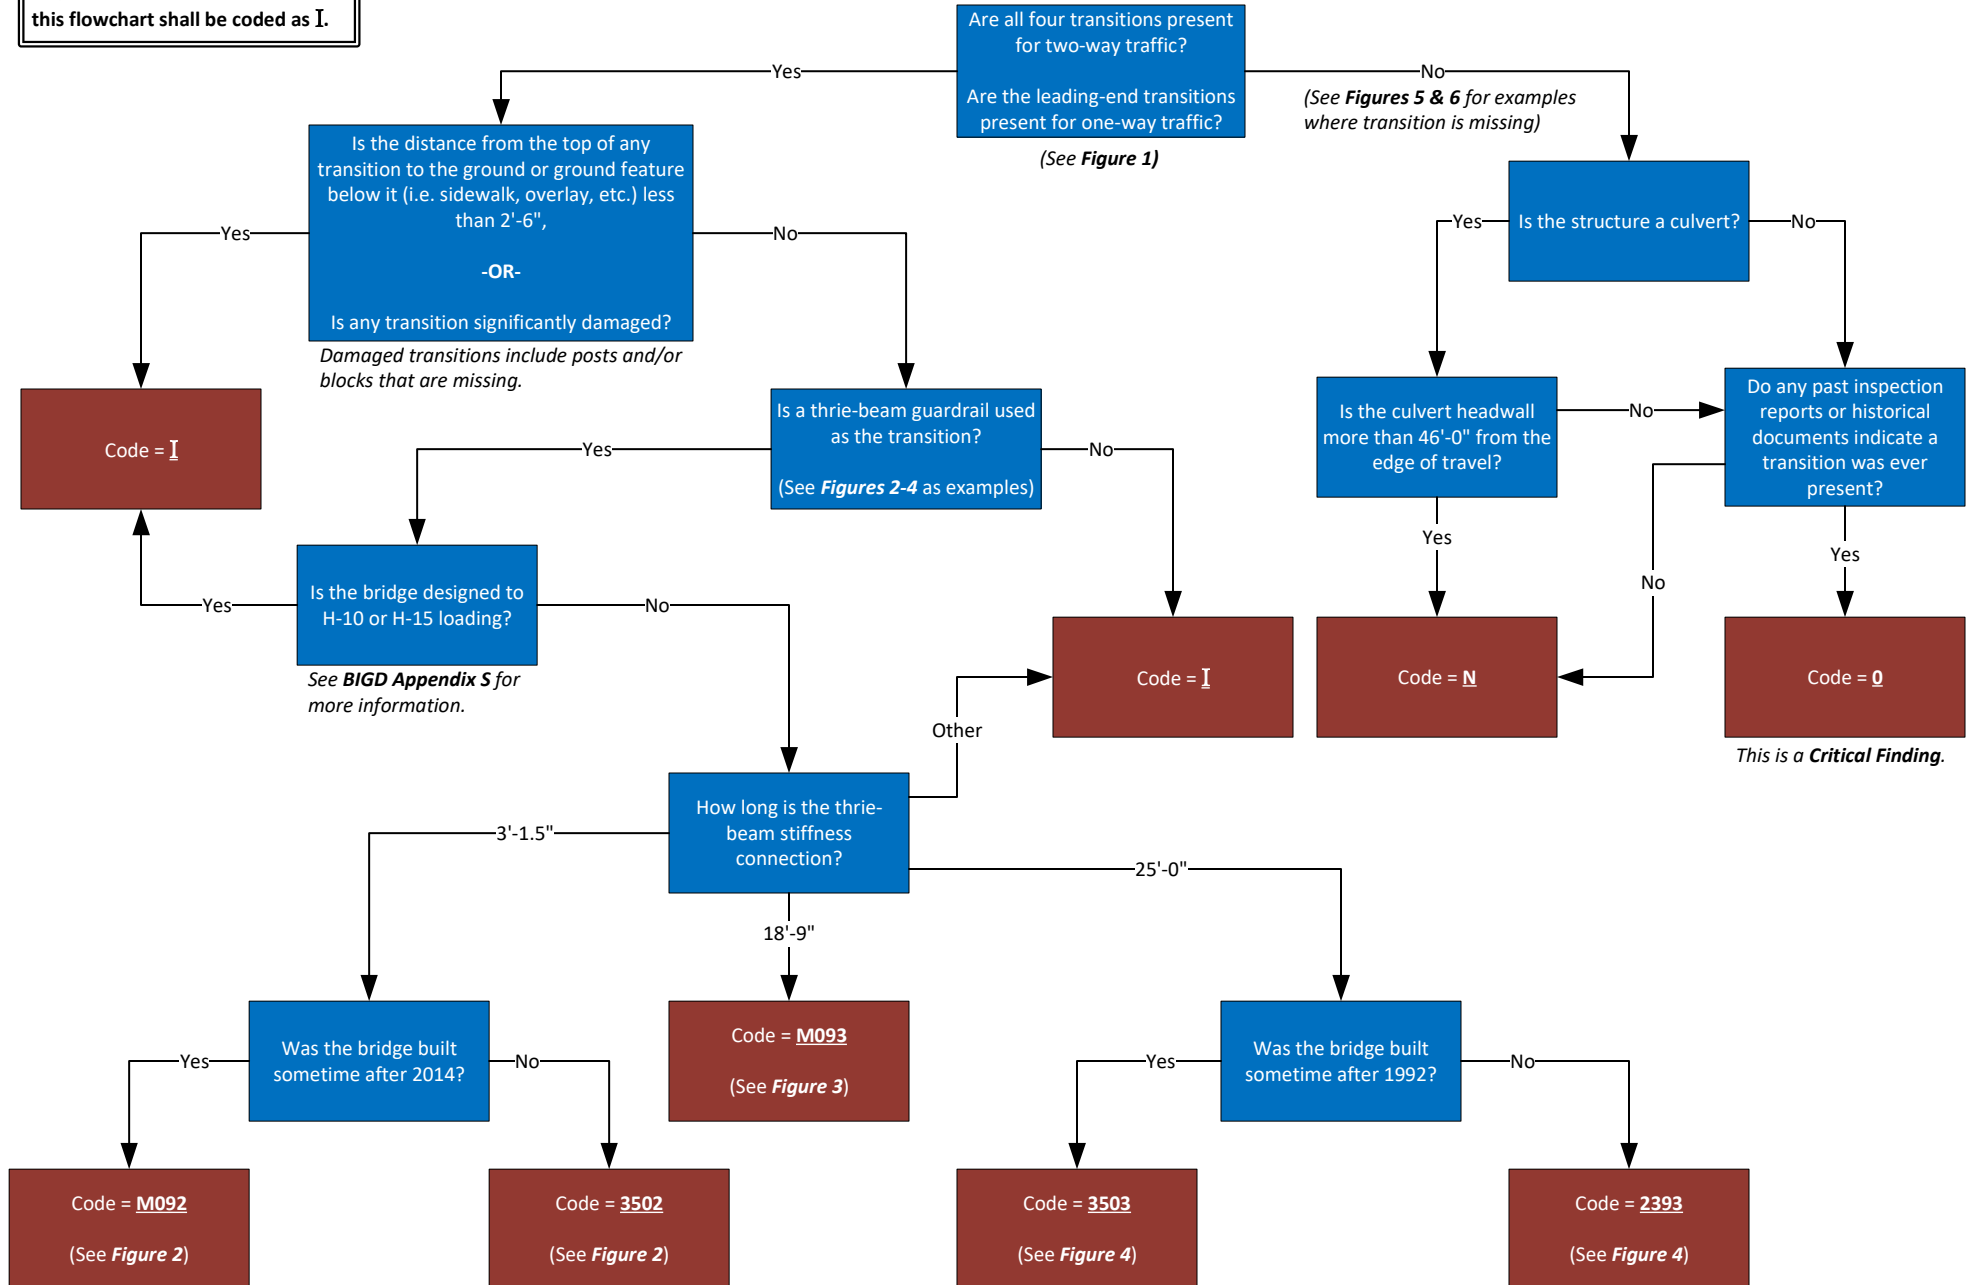 this flowchart shall be coded as I.
Are all four transitions present
for two-way traffic?
Are the leading-end transitions
present for one-way traffic?
(See Figure 1)
Yes
No
(See Figures 5 & 6 for examples
where transition is missing)
Is the distance from the top of any
transition to the ground or ground feature
below it (i.e. sidewalk, overlay, etc.) less
than 2'-6",
-OR-
Is any transition significantly damaged?
Damaged transitions include posts and/or
blocks that are missing.
Yes
No
Is the structure a culvert?
Yes
No
Code = I
Is a thrie-beam guardrail used
as the transition?
(See Figures 2-4 as examples)
Yes
No
Is the culvert headwall
more than 46'-0" from the
edge of travel?
No
Yes
Do any past inspection
reports or historical
documents indicate a
transition was ever
present?
No
Yes
Is the bridge designed to
H-10 or H-15 loading?
See BIGD Appendix S for
more information.
Yes
No
Code = I
Code = N
Code = 0
This is a Critical Finding.
Other
How long is the thrie-
beam stiffness
connection?
3'-1.5"
18'-9"
25'-0"
Was the bridge built
sometime after 2014?
Yes
No
Code = M093
(See Figure 3)
Was the bridge built
sometime after 1992?
Yes
No
Code = M092
(See Figure 2)
Code = 3502
(See Figure 2)
Code = 3503
(See Figure 4)
Code = 2393
(See Figure 4)